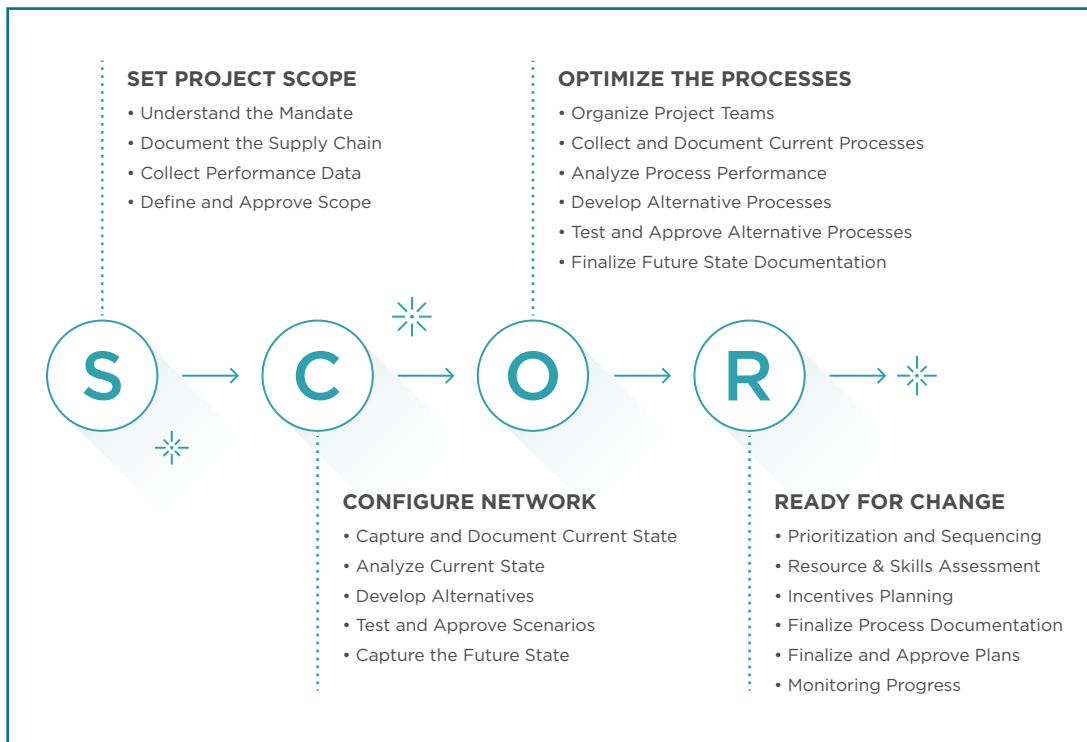 SET PROJECT SCOPE
• Understand the Mandate
• Document the Supply Chain
• Collect Performance Data
• Define and Approve Scope
OPTIMIZE THE PROCESSES
• Organize Project Teams
• Collect and Document Current Processes
• Analyze Process Performance
• Develop Alternative Processes
• Test and Approve Alternative Processes
• Finalize Future State Documentation
S
C
O
R
CONFIGURE NETWORK
• Capture and Document Current State
• Analyze Current State
• Develop Alternatives
• Test and Approve Scenarios
• Capture the Future State
READY FOR CHANGE
• Prioritization and Sequencing
• Resource & Skills Assessment
• Incentives Planning
• Finalize Process Documentation
• Finalize and Approve Plans
• Monitoring Progress